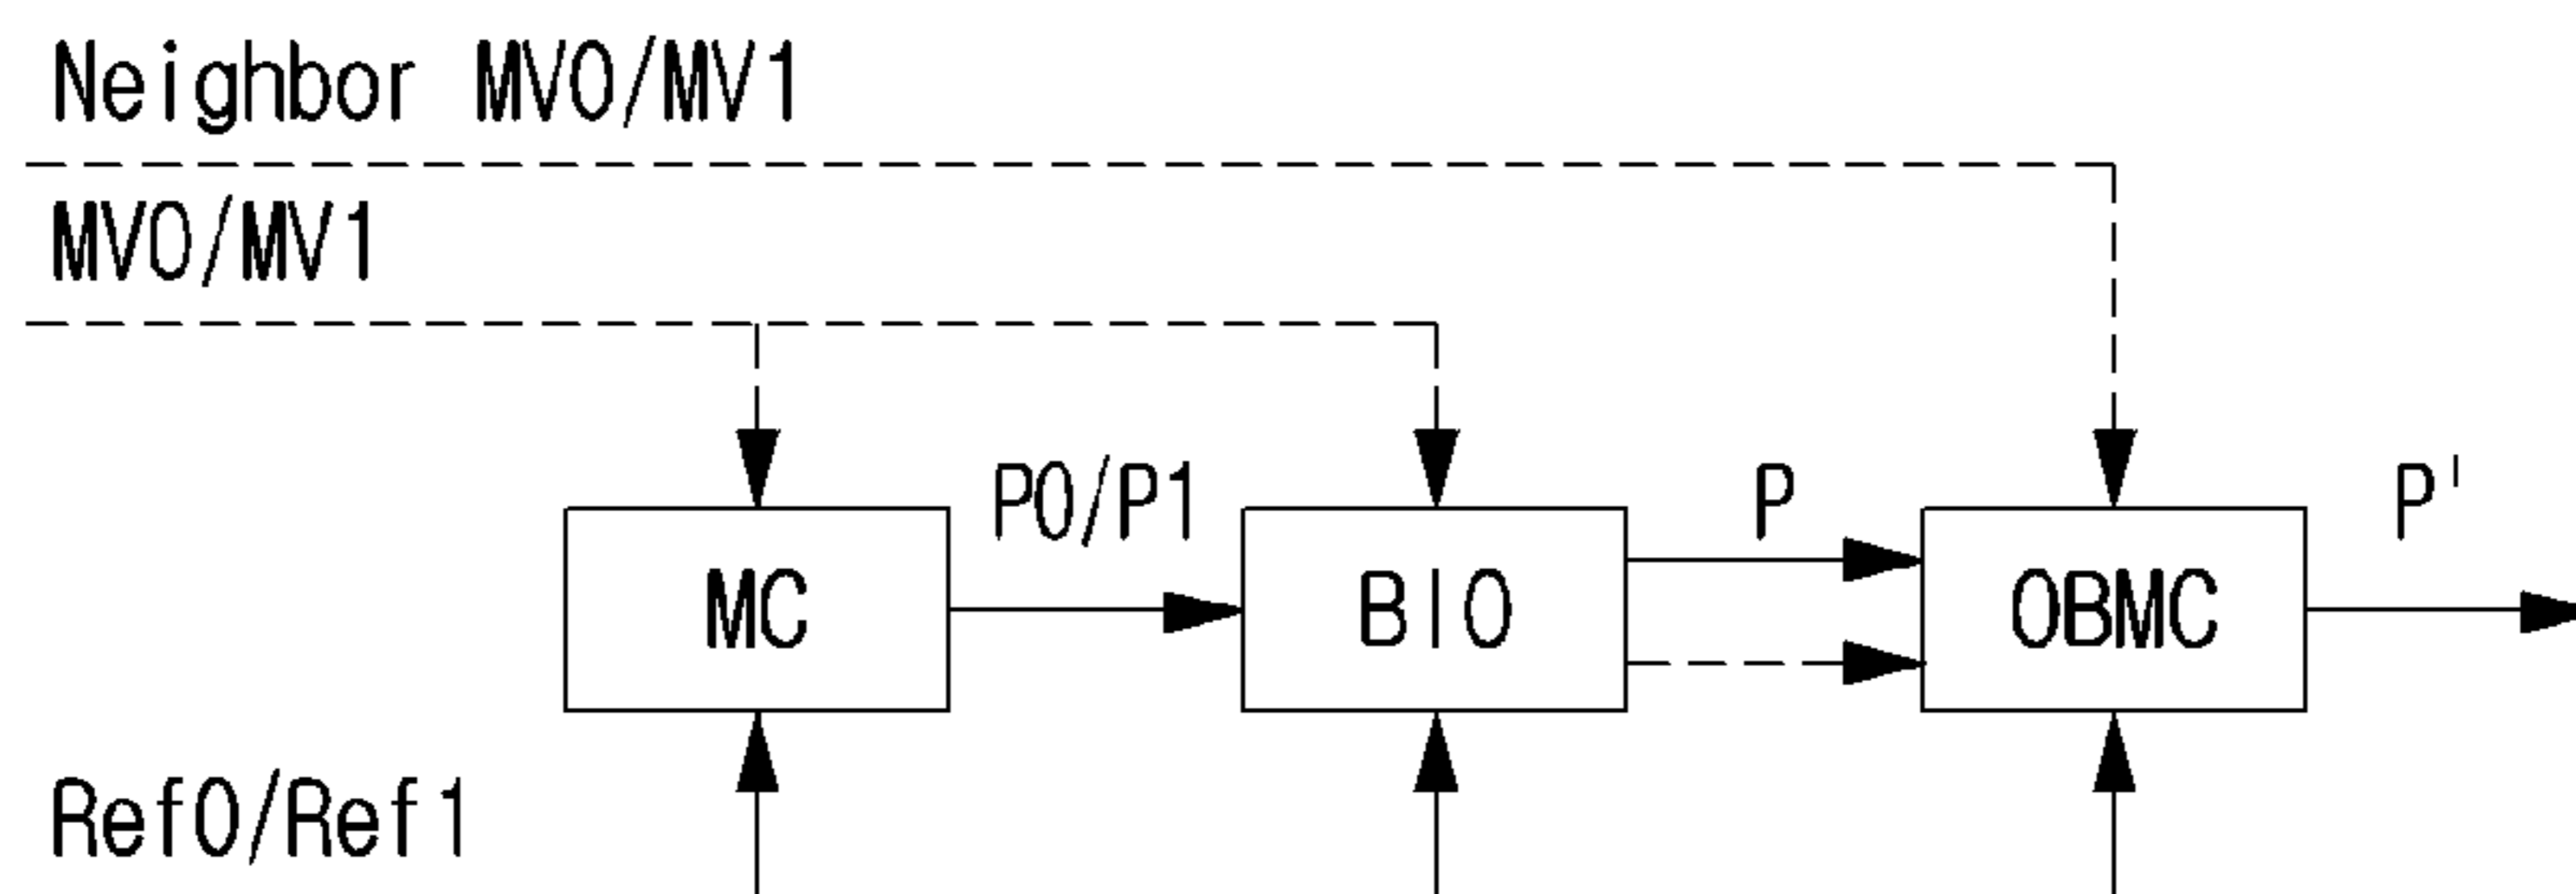 Neighbor MV0/MV1
MV0/MV1
P0/P1
P
P'
MC
BIO
OBMC
Ref0/Ref1